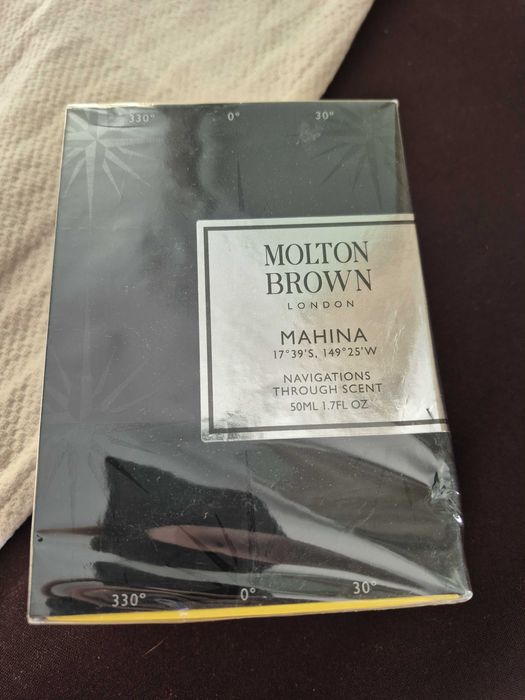 330° 0° 30°
MOLTON
BROWN
LONDON
MAHINA
17°39'S, 149°25'W
NAVIGATIONS
THROUGH SCENT
50ML 1.7FL OZ
330° 0° 30°